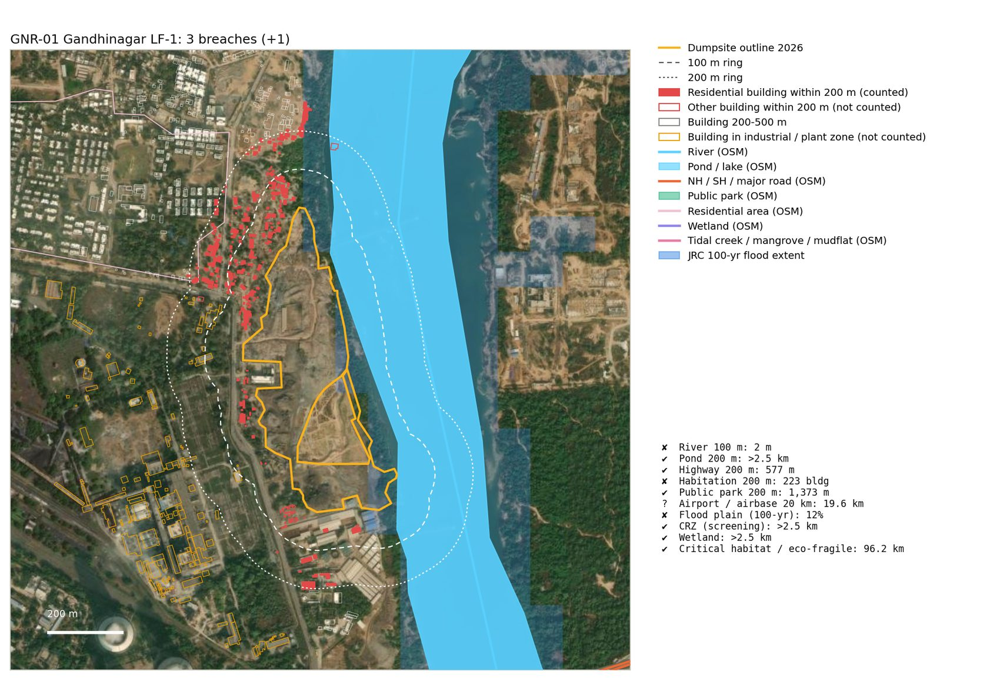 GNR-01 Gandhinagar LF-1: 3 breaches (+1)
Dumpsite outline 2026
100 m ring
200 m ring
Residential building within 200 m (counted)
Other building within 200 m (not counted)
Building 200-500 m
Building in industrial / plant zone (not counted)
River (OSM)
Pond / lake (OSM)
NH / SH / major road (OSM)
Public park (OSM)
Residential area (OSM)
Wetland (OSM)
Tidal creek / mangrove / mudflat (OSM)
JRC 100-yr flood extent
✘ River 100 m: 2 m
✔ Pond 200 m: >2.5 km
✔ Highway 200 m: 577 m
✘ Habitation 200 m: 223 bldg
✔ Public park 200 m: 1,373 m
? Airport / airbase 20 km: 19.6 km
✘ Flood plain (100-yr): 12%
✔ CRZ (screening): >2.5 km
✔ Wetland: >2.5 km
✔ Critical habitat / eco-fragile: 96.2 km
200 m